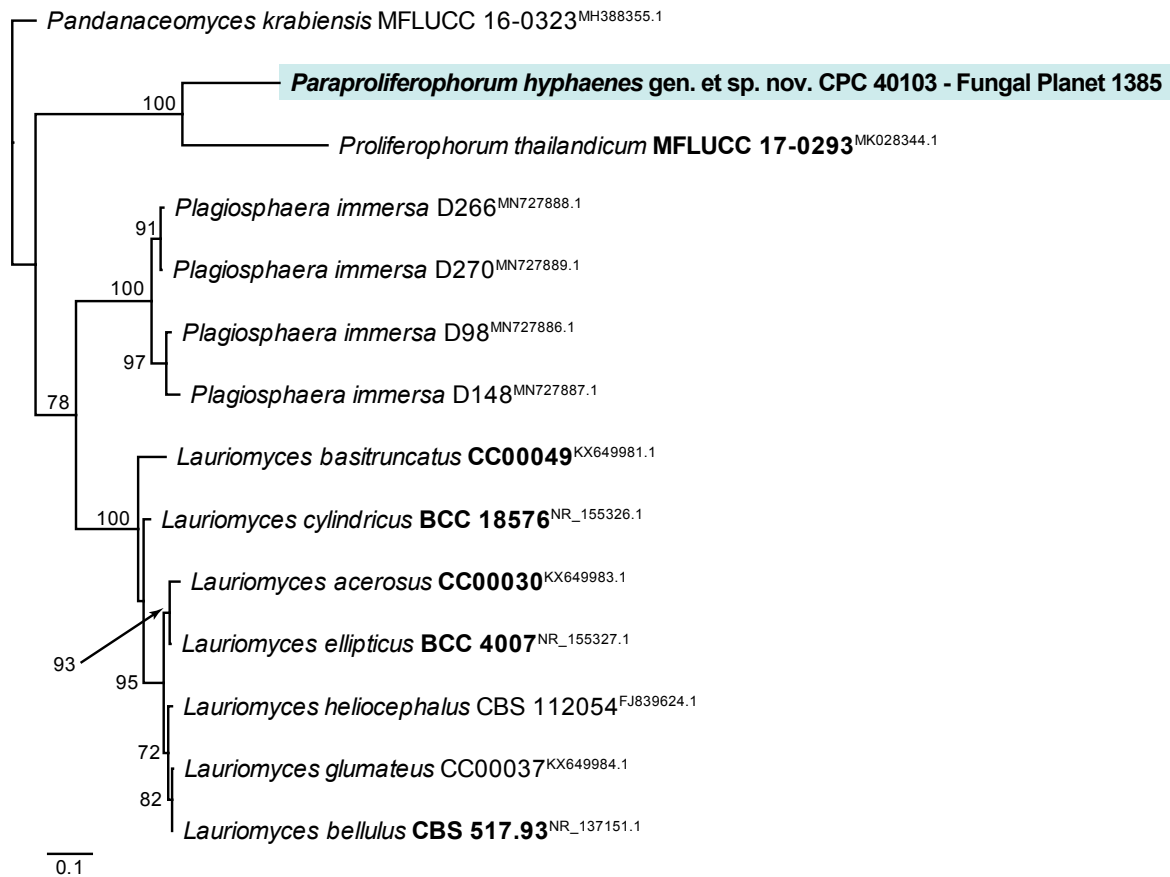 Pandanaceomyces krabiensis MFLUCC 16-0323MH388355.1
Paraproliferophorum hyphaenes gen. et sp. nov. CPC 40103 - Fungal Planet 1385
100
Proliferophorum thailandicum MFLUCC 17-0293MK028344.1
Plagiosphaera immersa D266MN727888.1
91
Plagiosphaera immersa D270MN727889.1
100
Plagiosphaera immersa D98MN727886.1
97
Plagiosphaera immersa D148MN727887.1
78
Lauriomyces basitruncatus CC00049KX649981.1
100
Lauriomyces cylindricus BCC 18576NR_155326.1
Lauriomyces acerosus CC00030KX649983.1
Lauriomyces ellipticus BCC 4007NR_155327.1
93
95
Lauriomyces heliocephalus CBS 112054FJ839624.1
72
Lauriomyces glumateus CC00037KX649984.1
82
Lauriomyces bellulus CBS 517.93NR_137151.1
0.1